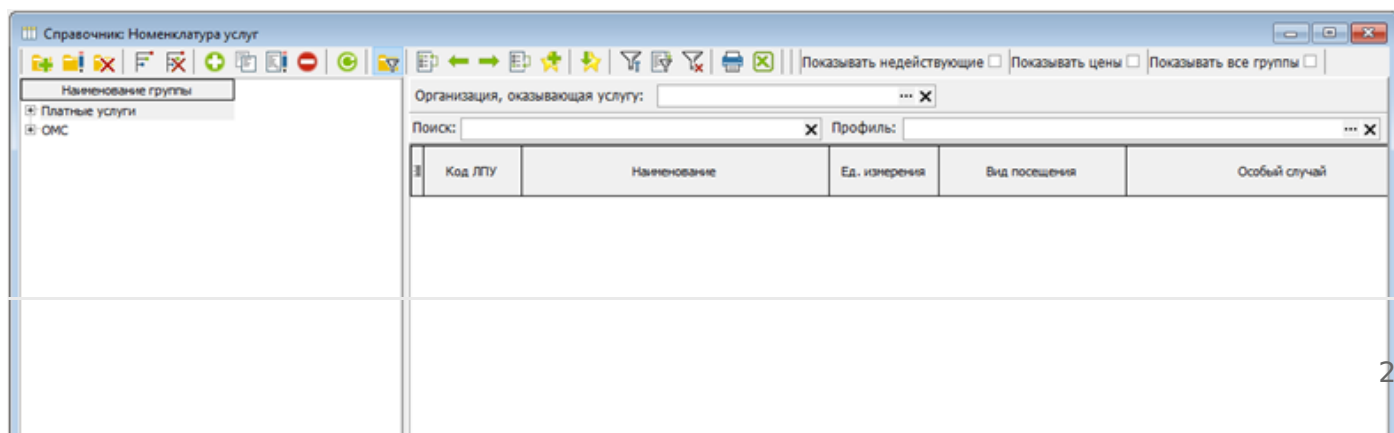 Справочник: Номенклатура услуг
Показывать недействующие Показывать цены Показывать все группы
Наименование группы
Платные услуги
ОМС
Организация, оказывающая услугу:
Поиск: Профиль:
Код ЛПУ Наименование Ед. измерения Вид посещения Особый случай
2